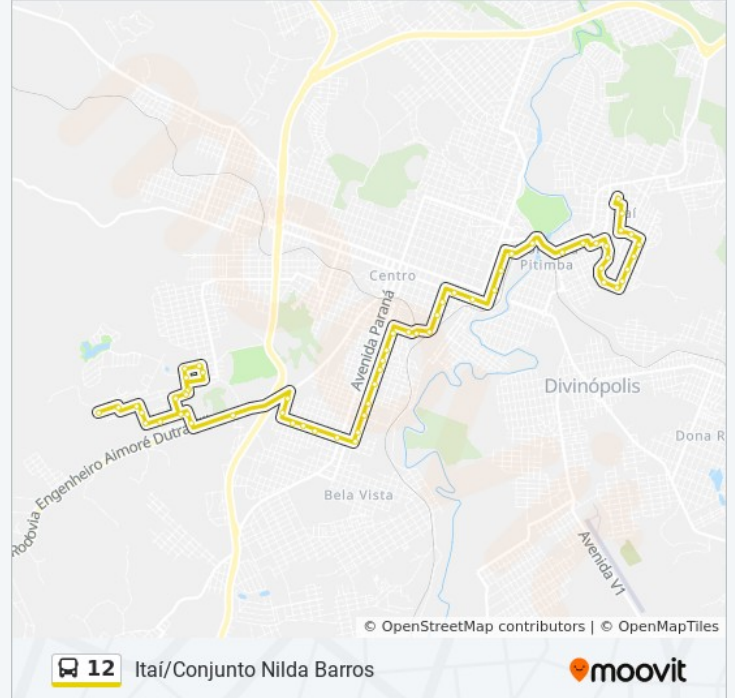 Centro
Pitimba
Avenida Paraná
Divinópolis
Rodovia Engenheiro Aimoré Dutra
Dona R
Bela Vista
Avenida V1
© OpenStreetMap contributors | © OpenMapTiles
12 Itaí/Conjunto Nilda Barros
moovit